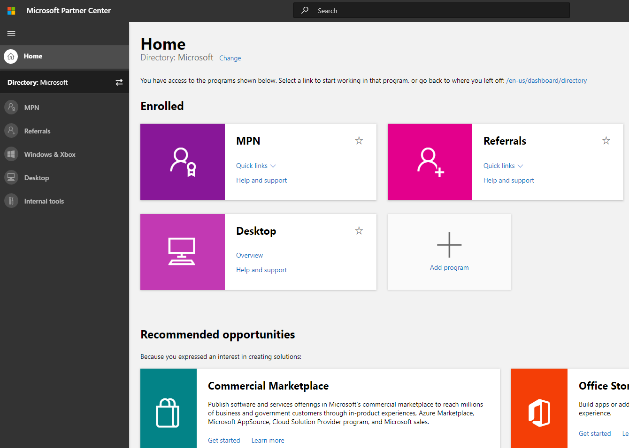 Microsoft Partner Center
Search
Home
Directory: Microsoft
MPN
Referrals
Windows & Xbox
Desktop
Internal tools
Home
Directory: Microsoft Change
You have access to the programs shown below. Select a link to start working in that program, or go back to where you left off: /en-us/dashboard/directory
Enrolled
MPN
Quick links
Help and support
Referrals
Quick links
Help and support
Desktop
Overview
Help and support
Add program
Recommended opportunities
Because you expressed an interest in creating solutions:
Commercial Marketplace
Publish software and services offerings in Microsoft's commercial marketplace to reach millions
of business and government customers through in-product experiences, Azure Marketplace,
Microsoft AppSource, Cloud Solution Provider program, and Microsoft sales.
Get started Learn more
Office Stor
Build apps or add
experience.
Get started Le